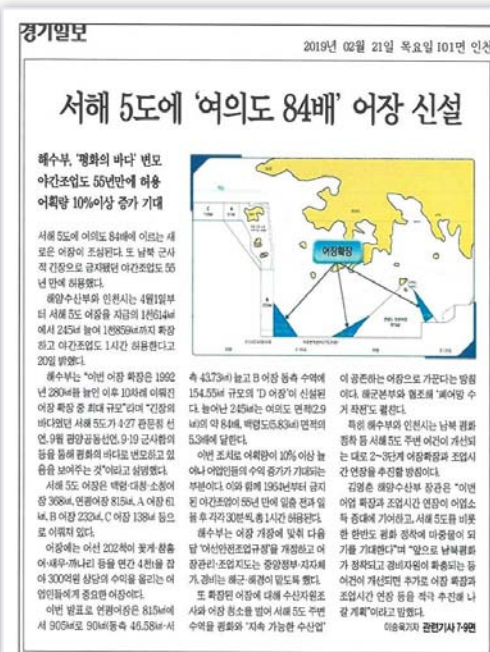 경기일보
2019년 02월 21일 목요일 101면 인천
서해 5도에 ‘여의도 84배’ 어장 신설
해수부, ‘평화의 바다’ 변모
야간조업도 55년만에 허용
어획량 10%이상 증가 기대
어장확장
서해 5도에 여의도 84배에 이르는 새
로운 어장이 조성된다. 또 남북 군사
적 긴장으로 금지됐던 야간조업도 55
년 만에 허용했다.
해양수산부와 인천시는 4월1일부
터 서해 5도 어장을 지금의 1천614㎢
에서 245㎢ 늘어 1천859㎢까지 확장
하고 야간조업도 1시간 허용한다고
20일 밝혔다.
해수부는 “이번 어장 확장은 1992
년 280㎢를 늘인 이후 10차례 이뤄진
어장 확장 중 최대 규모”라며 “긴장의
바다였던 서해 5도가 4·27 판문점 선
언, 9월 평양공동선언, 9·19 군사합의
등을 통해 평화의 바다로 변모하고 있
음을 보여주는 것”이라고 설명했다.
서해 5도 어장은 백령·대청·소청어
장 368㎢, 연평어장 815㎢, A 어장 61
㎢, B 어장 232㎢, C 어장 138㎢ 등으
로 이뤄져 있다.
어장에는 어선 202척이 꽃게·참홍
어·새우·까나리 등을 연간 4천t을 잡
아 300억원 상당의 수익을 올리는 어
업인들에게 중요한 어장이다.
이번 발표로 연평어장은 815㎢에
서 905㎢로 90㎢(동측 46.58㎢·서
측 43.73㎢) 늘고 B 어장 동측 수역에
154.55㎢ 규모의 ‘D 어장’이 신설된
다. 늘어난 245㎢는 여의도 면적(2.9
㎢)의 약 84배, 백령도(5.83㎢) 면적의
5.3배에 달한다.
이번 조치로 어획량이 10% 이상 늘
어나 어업인들의 수익 증가가 기대되는
부분이다. 이와 함께 1964년부터 금지
된 야간조업이 55년 만에 일출 전과 일
몰 후 각각 30분씩, 총 1시간 허용된다.
해수부는 어장 개장에 맞춰 다음
달 ‘어선안전조업규정’을 개정하고 어
장관리·조업지도는 중앙정부·지자체
가, 경비는 해군·해경이 맡도록 했다.
또 확장된 어장에 대해 수산자원조
사와 어장 청소를 벌여 서해 5도 주변
수역을 평화와 ‘지속 가능한 수산업’
이 공존하는 어장으로 가꾼다는 방침
이다. 해군본부와 협조해 ‘폐어망 수
거 작전’도 펼친다.
특히 해수부와 인천시는 남북 평화
정착 등 서해 5도 주변 여건이 개선되
는 대로 2~3단계 어장확장과 조업시
간 연장을 추진할 방침이다.
김영춘 해양수산부 장관은 “이번
어업 확장과 조업시간 연장이 어업소
득 증대에 기여하고, 서해 5도를 비롯
한 한반도 평화 정착에 마중물이 되
기를 기대한다”며 “앞으로 남북평화
가 정착되고 경비자원이 확충되는 등
여건이 개선되면 추가로 어장 확장과
조업시간 연장 등을 적극 추진해 나
갈 계획”이라고 말했다.
이승욱기자 관련기사 7·9면